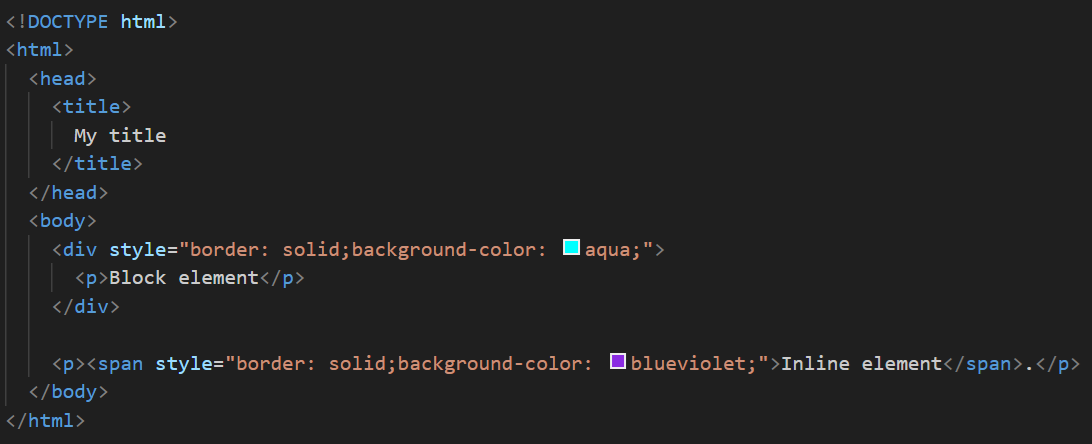 <!DOCTYPE html>
<html>
<head>
<title>
My title
</title>
</head>
<body>
<div style="border: solid;background-color: aqua;">
<p>Block element</p>
</div>
<p><span style="border: solid;background-color: blueviolet;">Inline element</span>.</p>
</body>
</html>